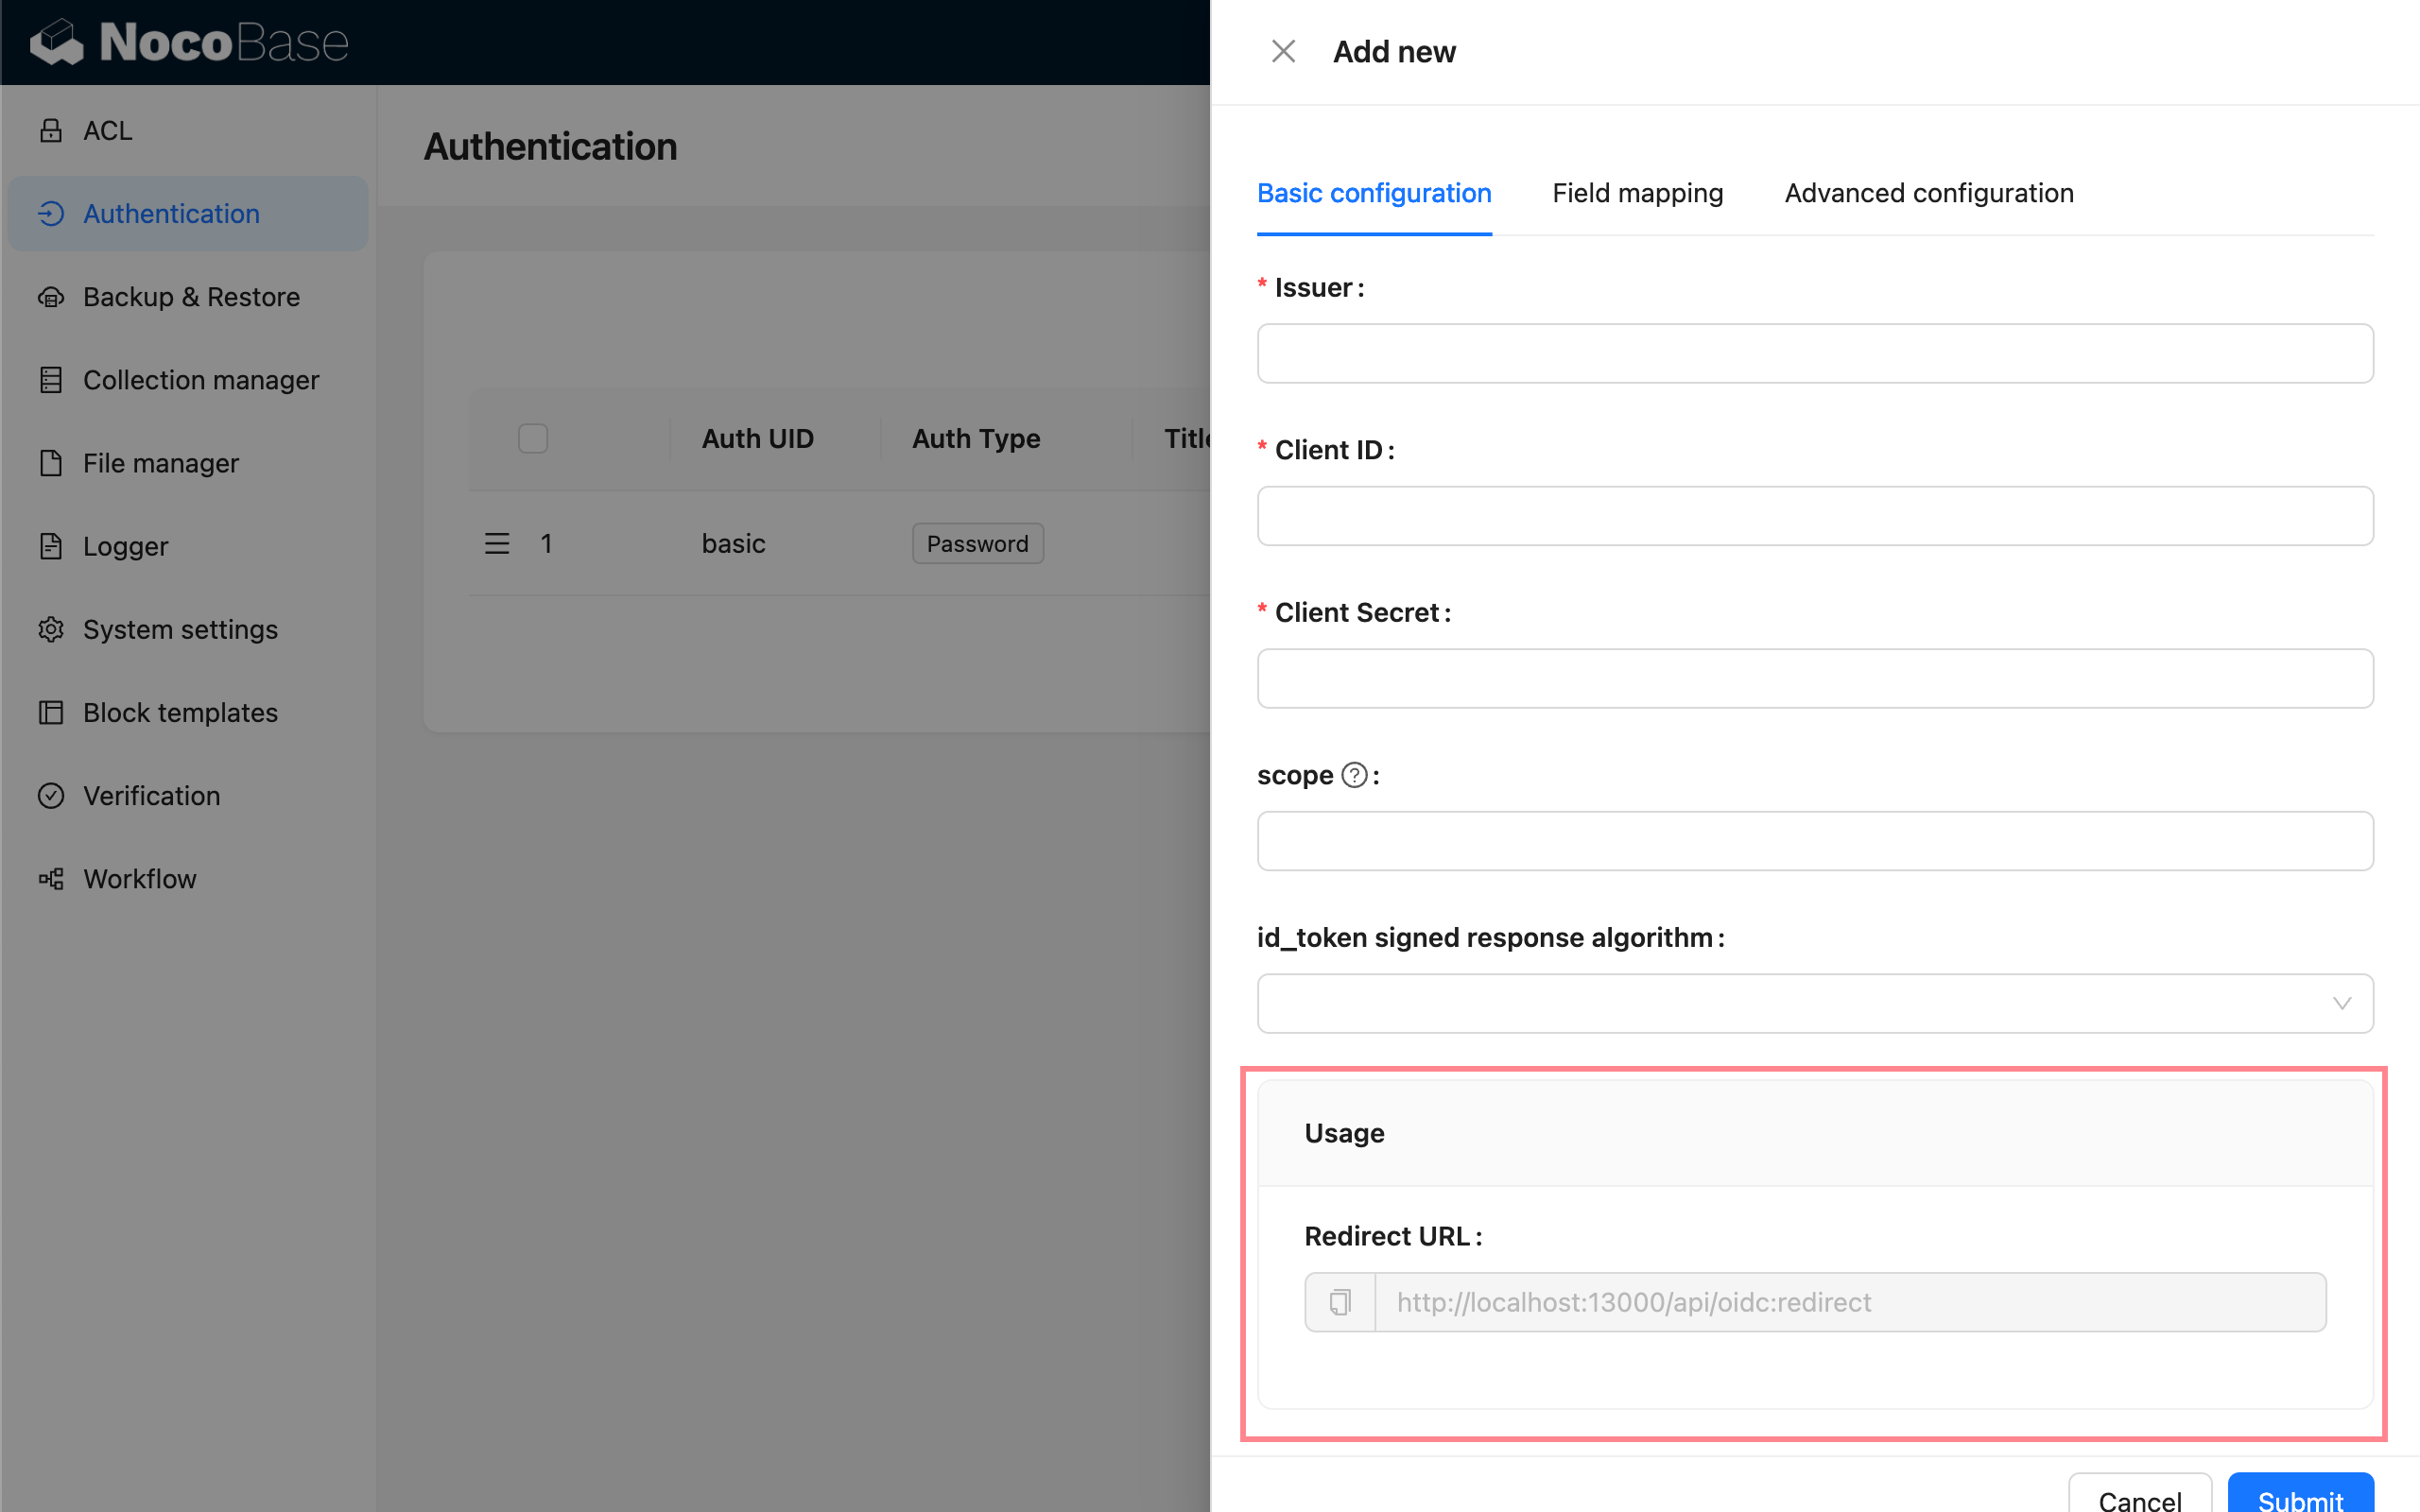 NocoBase
ACL
Authentication
Backup & Restore
Collection manager
File manager
Logger
System settings
Block templates
Verification
Workflow
Authentication
Auth UID
Auth Type
1
basic
Password
Add new
Basic configuration
Field mapping
Advanced configuration
* Issuer:
* Client ID:
* Client Secret:
scope ?:
id_token signed response algorithm:
Usage
Redirect URL:
http://localhost:13000/api/oidc:redirect
Cancel
Submit